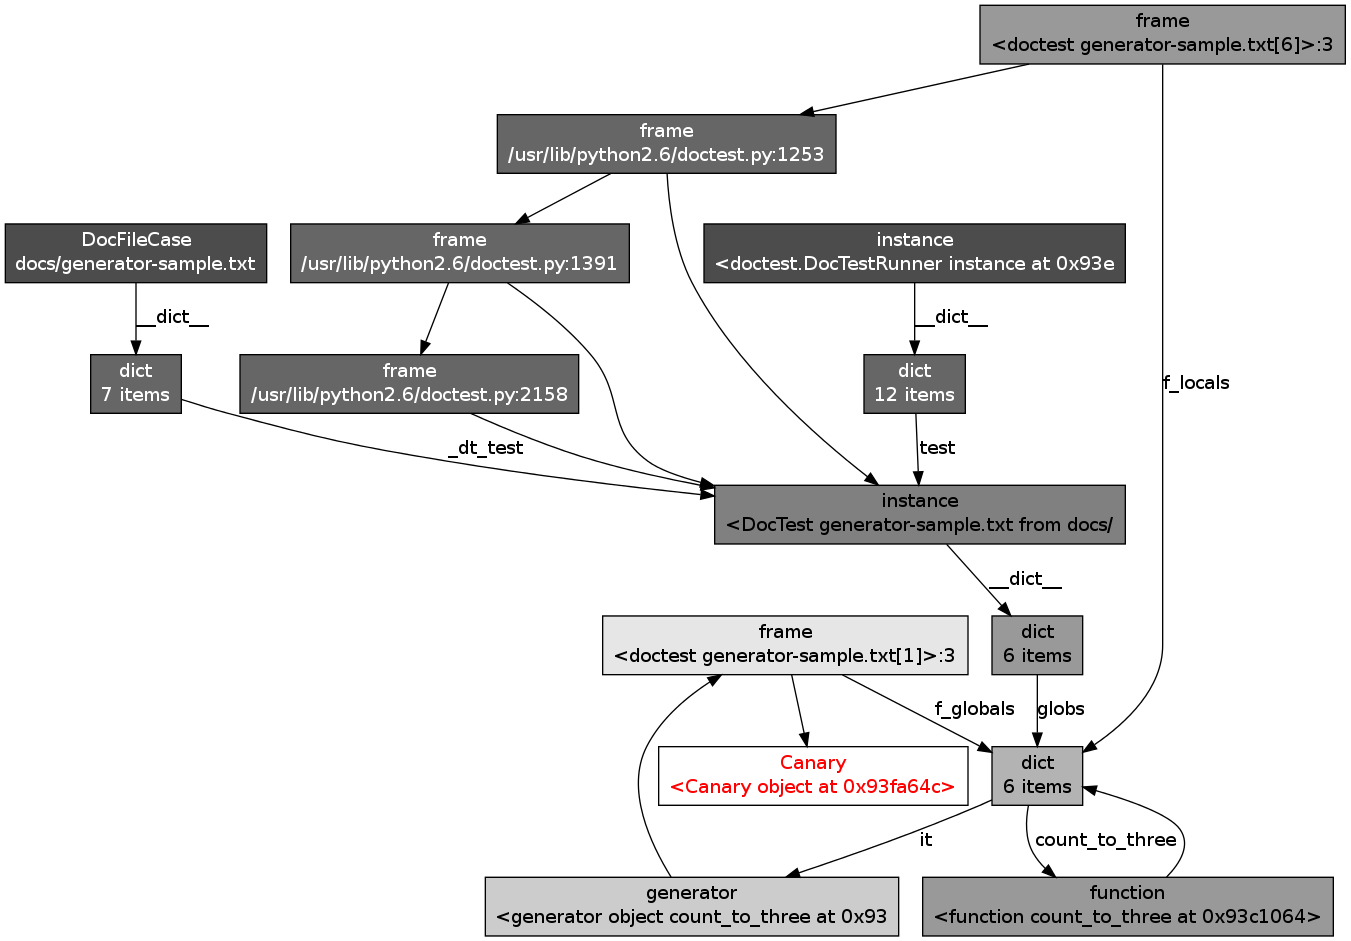 frame
<doctest generator-sample.txt[6]>:3
frame
/usr/lib/python2.6/doctest.py:1253
DocFileCase
docs/generator-sample.txt
frame
/usr/lib/python2.6/doctest.py:1391
instance
<doctest.DocTestRunner instance at 0x93e
__dict__
__dict__
dict
7 items
frame
/usr/lib/python2.6/doctest.py:2158
dict
12 items
f_locals
_dt_test
test
instance
<DocTest generator-sample.txt from docs/
__dict__
frame
<doctest generator-sample.txt[1]>:3
dict
6 items
f_globals
globs
Canary
<Canary object at 0x93fa64c>
dict
6 items
it
count_to_three
generator
<generator object count_to_three at 0x93
function
<function count_to_three at 0x93c1064>